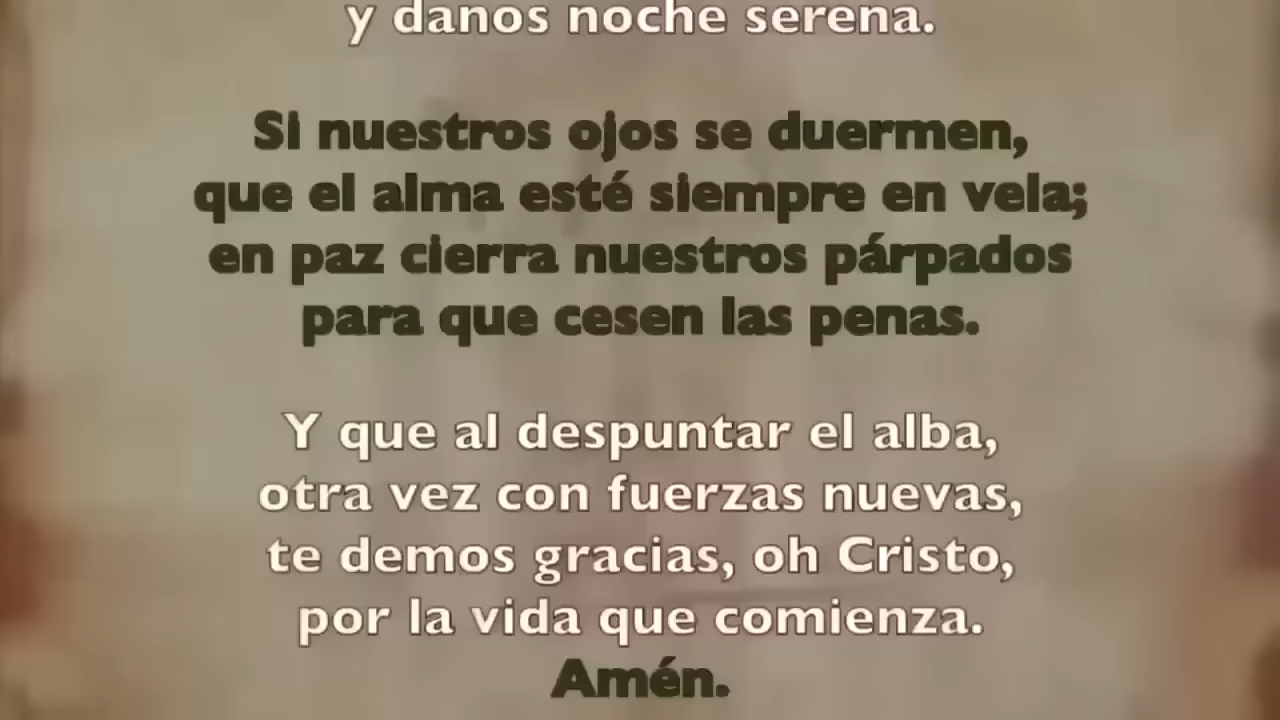 y danos noche serena.
Si nuestros ojos se duermen,
que el alma esté siempre en vela;
en paz cierra nuestros párpados
para que cesen las penas.
Y que al despuntar el alba,
otra vez con fuerzas nuevas,
te demos gracias, oh Cristo,
por la vida que comienza.
Amén.